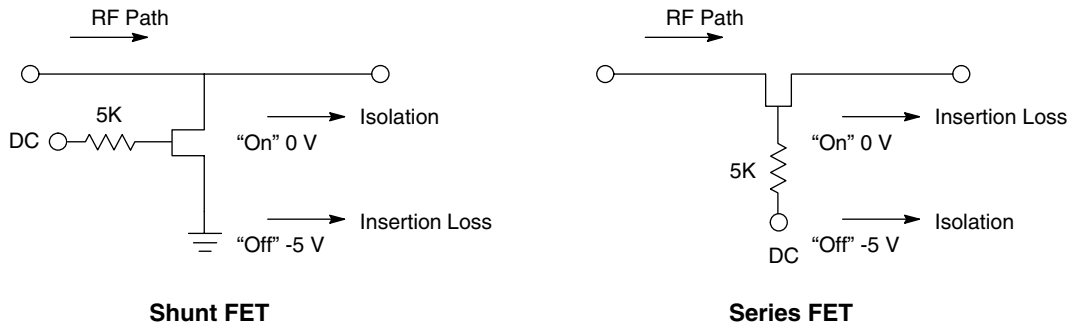 RF Path
5K
DC
Isolation
“On” 0 V
Insertion Loss
“Off” -5 V
Shunt FET
RF Path
Insertion Loss
“On” 0 V
5K
Isolation
“Off” -5 V
DC
Series FET